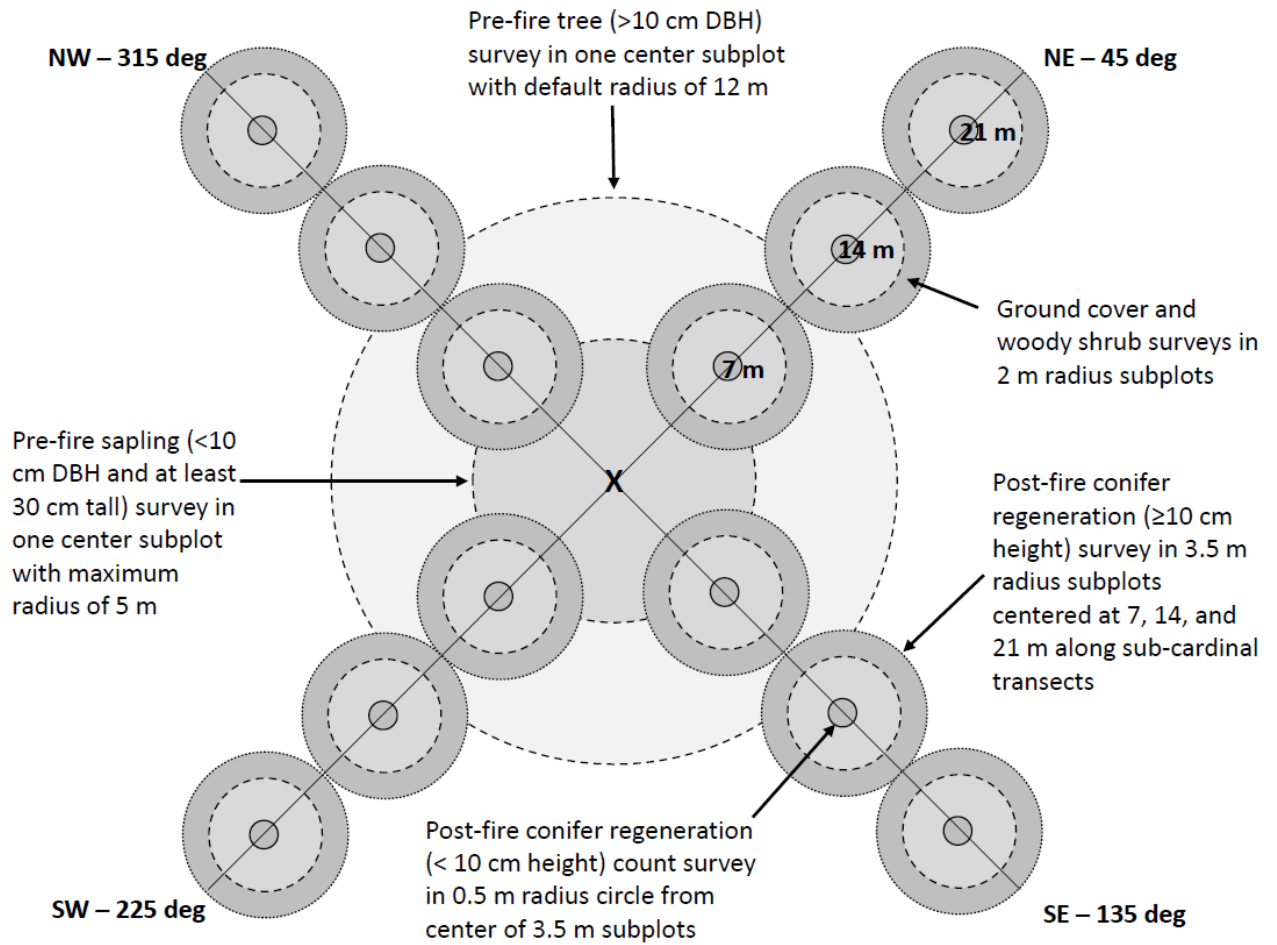 Pre-fire tree (>10 cm DBH)
survey in one center subplot
with default radius of 12 m
NW – 315 deg
NE – 45 deg
21 m
14 m
7 m
Ground cover and
woody shrub surveys in
2 m radius subplots
Pre-fire sapling (<10
cm DBH and at least
30 cm tall) survey in
one center subplot
with maximum
radius of 5 m
X
Post-fire conifer
regeneration (≥10 cm
height) survey in 3.5 m
radius subplots
centered at 7, 14, and
21 m along sub-cardinal
transects
Post-fire conifer regeneration
(< 10 cm height) count survey
in 0.5 m radius circle from
center of 3.5 m subplots
SW – 225 deg
SE – 135 deg